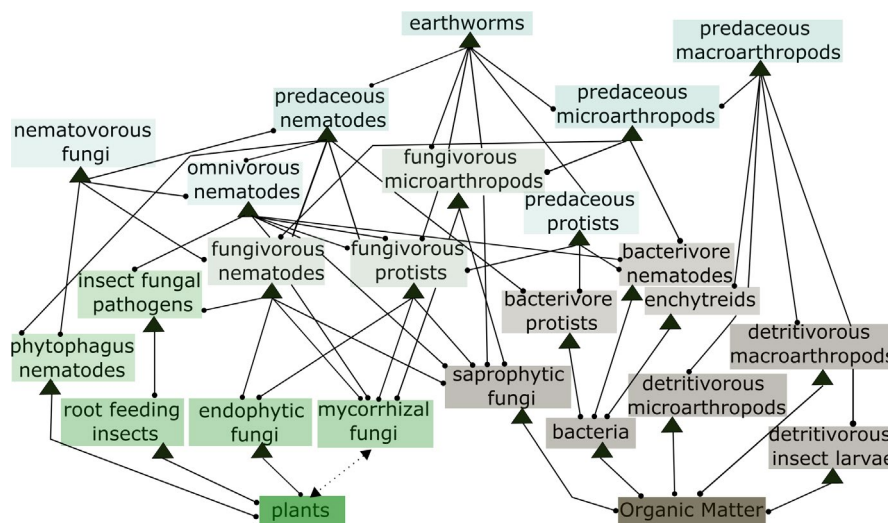 earthworms
predaceous
macroarthropods
predaceous
nematodes
predaceous
microarthropods
nematovorous
fungi
omnivorous
nematodes
fungivorous
microarthropods
predaceous
protists
fungivorous
nematodes
fungivorous
protists
bacterivore
nematodes
insect fungal
pathogens
bacterivore
protists
enchytreids
phytophagus
nematodes
detritivorous
macroarthropods
saprophytic
fungi
detritivorous
microarthropods
root feeding
insects
endophytic
fungi
mycorrhizal
fungi
bacteria
detritivorous
insect larvae
plants
Organic Matter